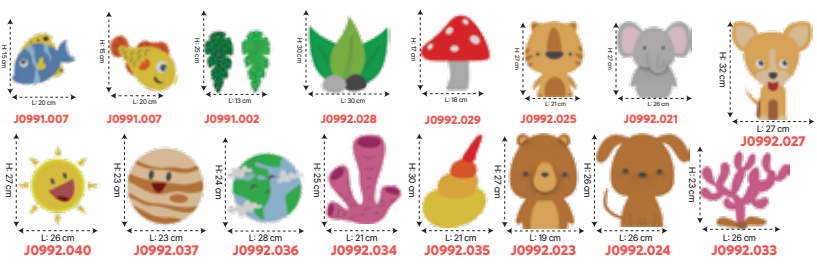 H: 15 cm
L: 20 cm
J0991.007
H: 15 cm
L: 20 cm
J0991.007
H: 25 cm
L: 13 cm
J0991.002
H: 30 cm
L: 30 cm
J0992.028
H: 17 cm
L: 18 cm
J0992.029
H: 27 cm
L: 21 cm
J0992.025
H: 27 cm
L: 26 cm
J0992.021
H: 32 cm
L: 27 cm
J0992.027
H: 27 cm
L: 26 cm
J0992.040
H: 23 cm
L: 23 cm
J0992.037
H: 24 cm
L: 28 cm
J0992.036
H: 25 cm
L: 21 cm
J0992.034
H: 30 cm
L: 21 cm
J0992.035
H: 27 cm
L: 19 cm
J0992.023
H: 28 cm
L: 26 cm
J0992.024
H: 23 cm
L: 26 cm
J0992.033